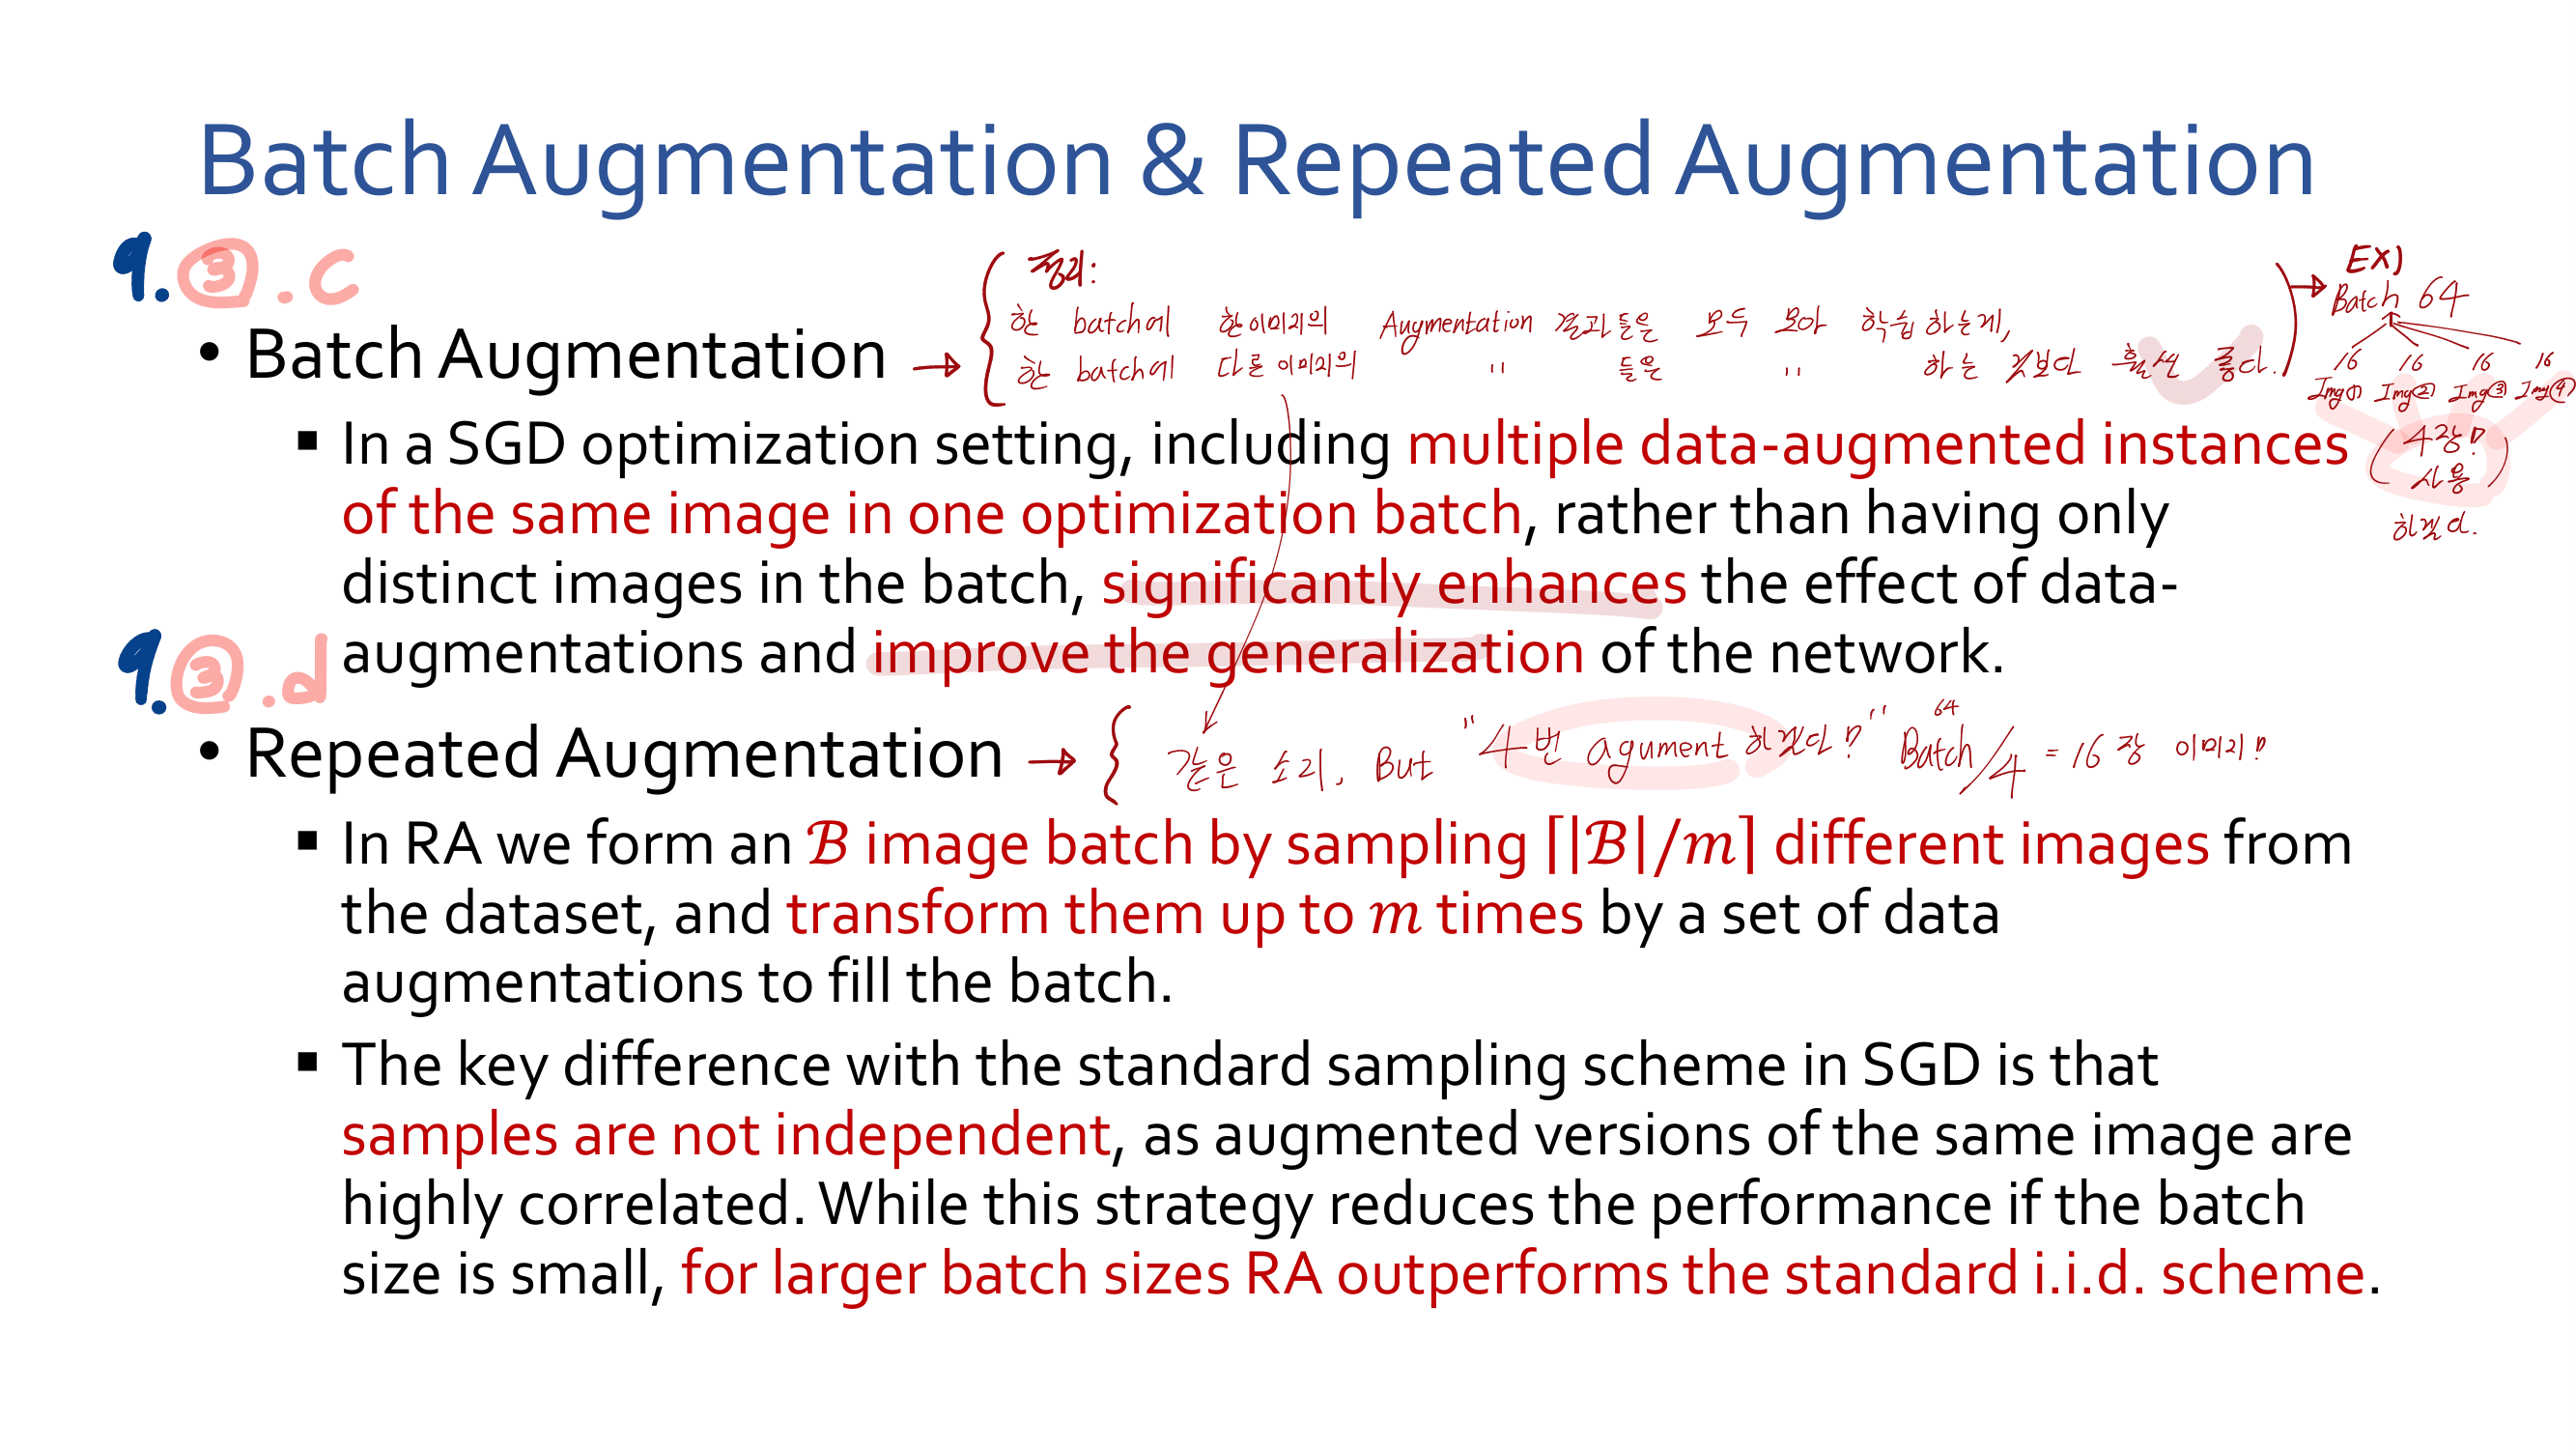 Batch Augmentation & Repeated Augmentation
9.③.c
정리:
한 batch에 한 이미지의 Augmentation 결과들은 모두 모아 학습 하는게,
한 batch에 다른 이미지의 " 들은 " 하는 것보다 훨씬 좋다.
EX)
Batch 64
16 16 16 16
Img① Img② Img③ Img④
(4장!
사용)
하겠다.
• Batch Augmentation →
▪ In a SGD optimization setting, including multiple data-augmented instances
of the same image in one optimization batch, rather than having only
distinct images in the batch, significantly enhances the effect of data-
augmentations and improve the generalization of the network.
9.③.d
• Repeated Augmentation → { 같은 소리, But "4번 agument 하겠다!" 64 Batch/4 = 16장 이미지!
▪ In RA we form an ℬ image batch by sampling ⌈|ℬ|/m⌉ different images from
the dataset, and transform them up to m times by a set of data
augmentations to fill the batch.
▪ The key difference with the standard sampling scheme in SGD is that
samples are not independent, as augmented versions of the same image are
highly correlated. While this strategy reduces the performance if the batch
size is small, for larger batch sizes RA outperforms the standard i.i.d. scheme.